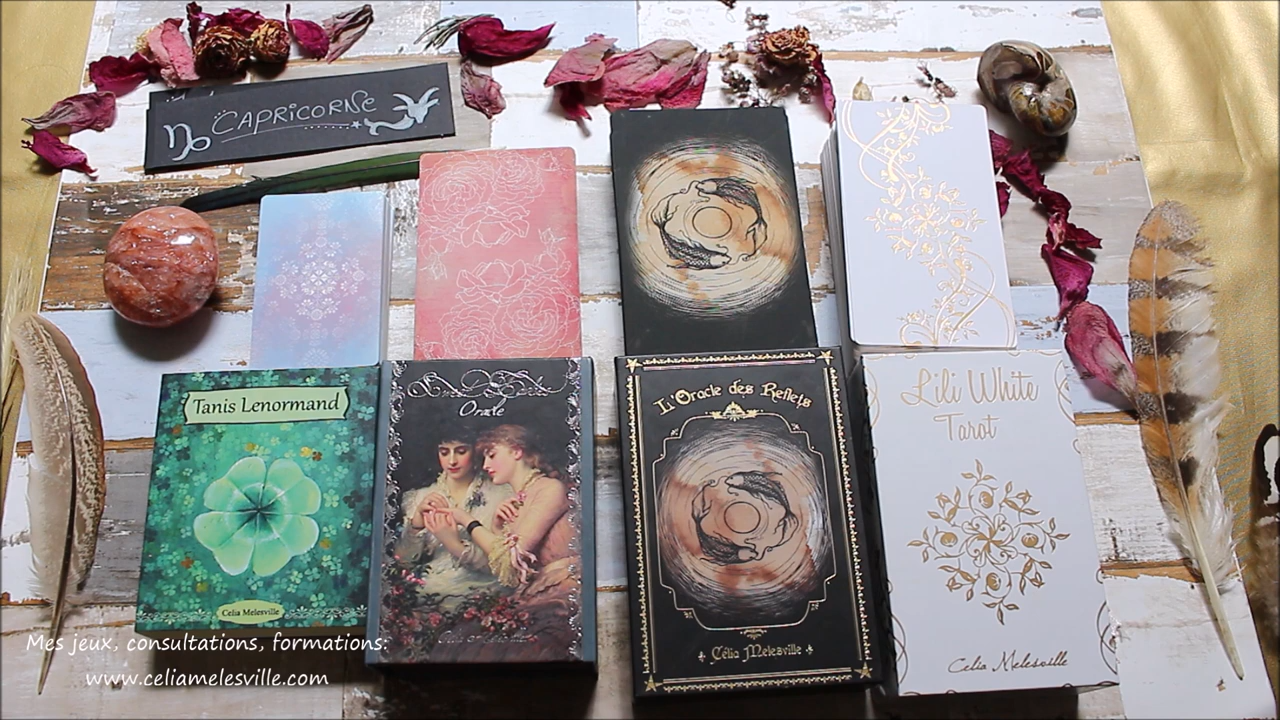 CAPRICORNE
Tanis Lenormand
Celia Melesville
Oracle
L'Oracle des Reflets
Célia Melesville
Lili White
Tarot
Celia Melesville
Mes jeux, consultations, formations:
www.celiamelesville.com